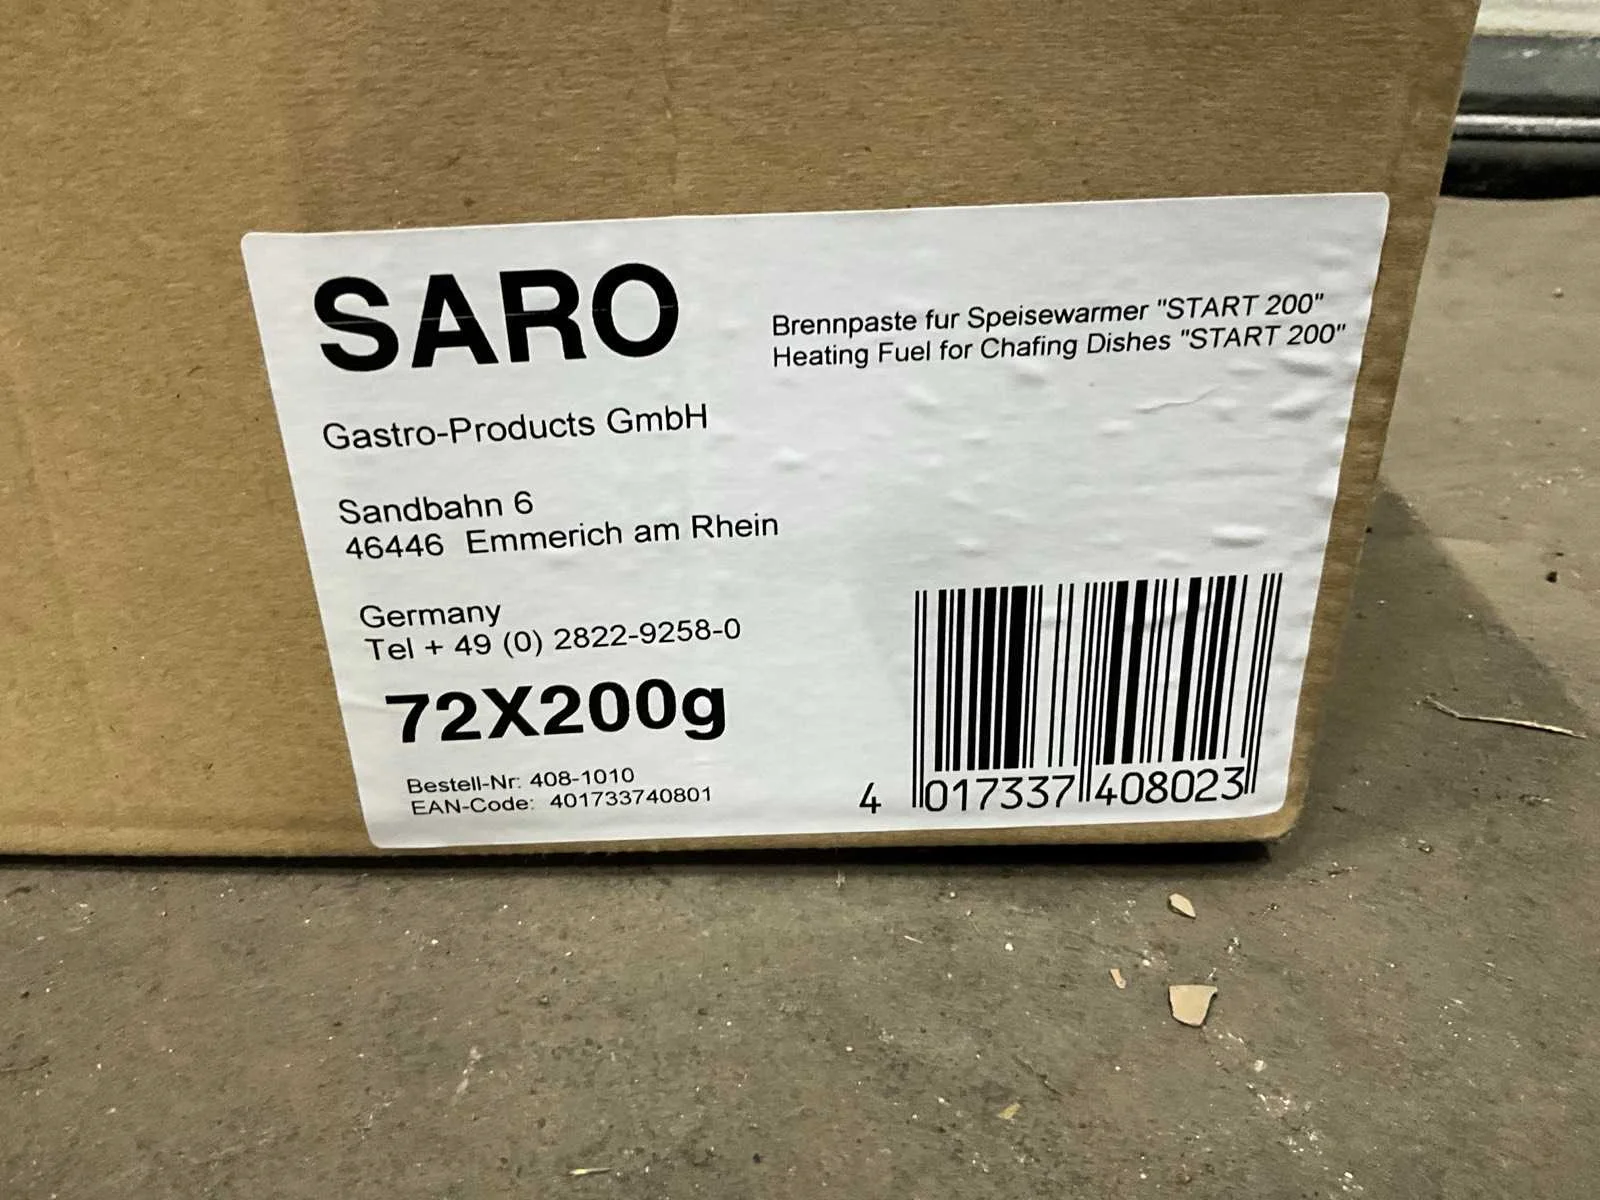 SARO
Brennpaste fur Speisewarmer "START 200"
Heating Fuel for Chafing Dishes "START 200"
Gastro-Products GmbH
Sandbahn 6
46446 Emmerich am Rhein
Germany
Tel + 49 (0) 2822-9258-0
72X200g
Bestell-Nr: 408-1010
EAN-Code: 401733740801
4 017337 408023